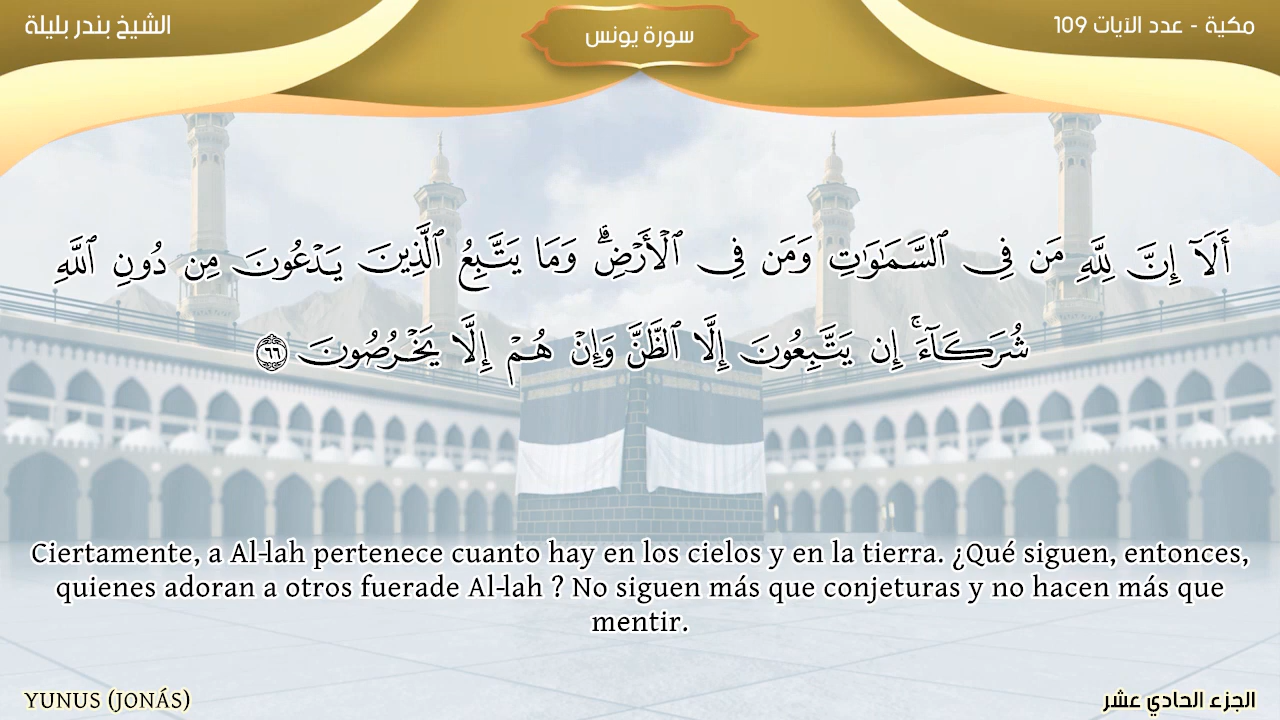 مكية - عدد الآيات 109
سورة يونس
الشيخ بندر بليلة
أَلَآ إِنَّ لِلَّهِ مَن فِى ٱلسَّمَـٰوَٰتِ وَمَن فِى ٱلْأَرْضِ ۗ وَمَا يَتَّبِعُ ٱلَّذِينَ يَدْعُونَ مِن دُونِ ٱللَّهِ
شُرَكَآءَ ۚ إِن يَتَّبِعُونَ إِلَّا ٱلظَّنَّ وَإِنْ هُمْ إِلَّا يَخْرُصُونَ ٦٦
Ciertamente, a Al-lah pertenece cuanto hay en los cielos y en la tierra. ¿Qué siguen, entonces,
quienes adoran a otros fuerade Al-lah ? No siguen más que conjeturas y no hacen más que
mentir.
YUNUS (JONÁS)
الجزء الحادي عشر